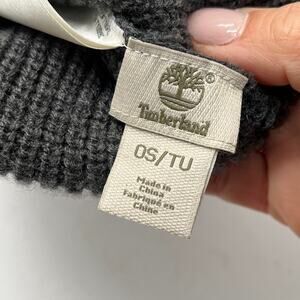 ®
Timberland
OS/TU
Made in
China
Fabriqué en
Chine